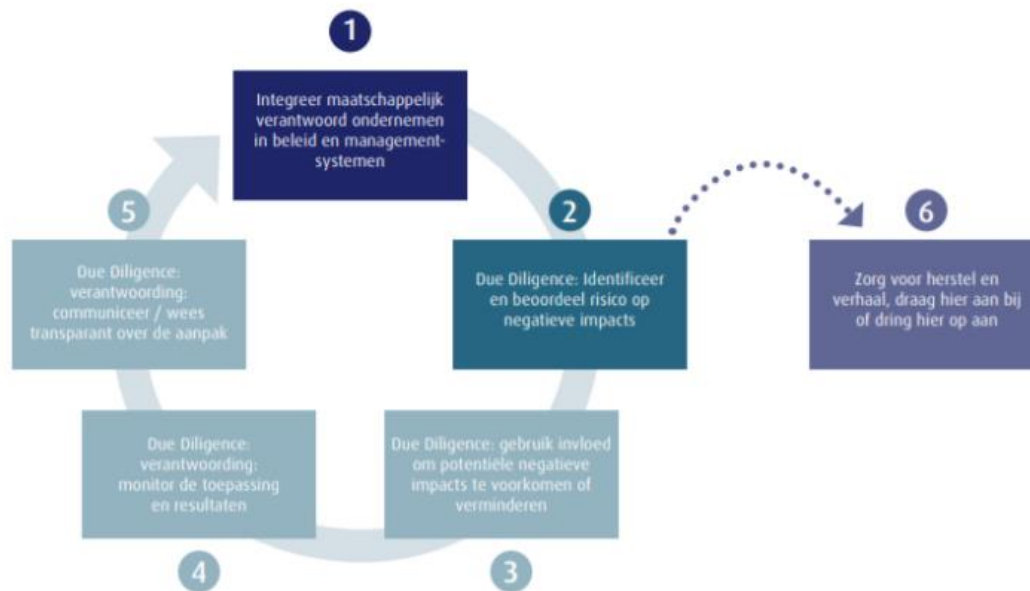 1
Integreer maatschappelijk
verantwoord ondernemen
in beleid en management-
systemen
2
Due Diligence: Identificeer
en beoordeel risico op
negatieve impacts
3
Due Diligence: gebruik invloed
om potentiële negatieve
impacts te voorkomen of
verminderen
4
Due Diligence:
verantwoording:
monitor de toepassing
en resultaten
5
Due Diligence:
verantwoording:
communiceer / wees
transparant over de aanpak
6
Zorg voor herstel en
verhaal, draag hier aan bij
of dring hier op aan